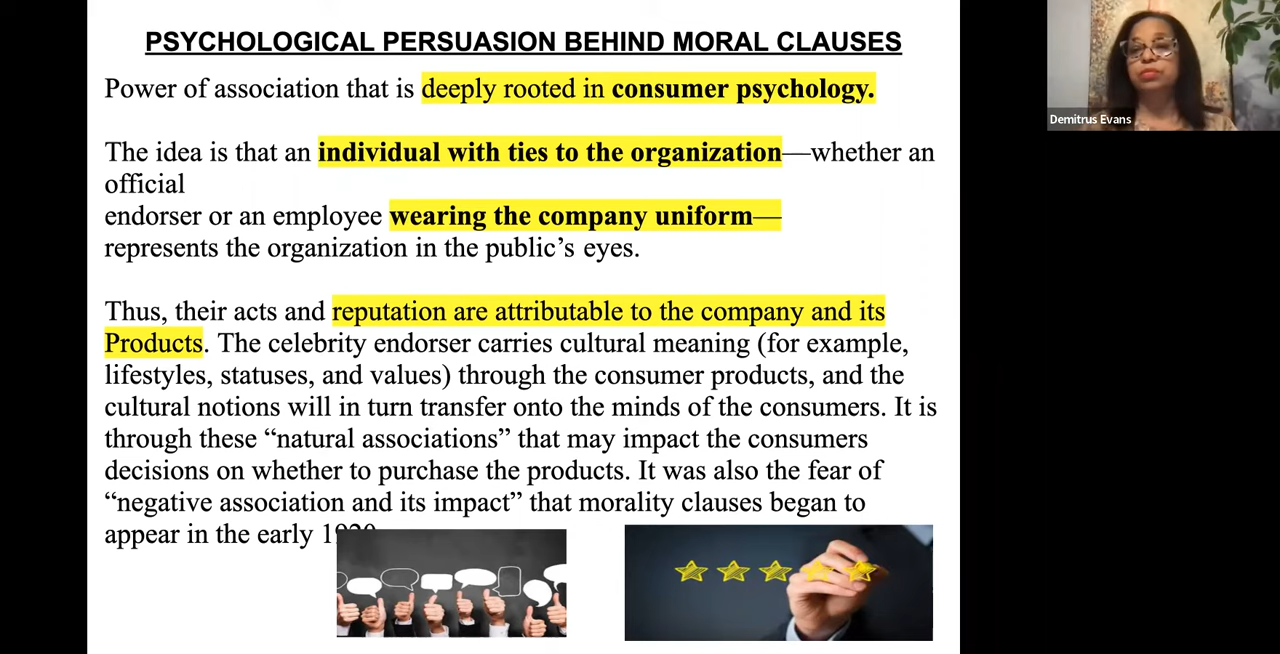 PSYCHOLOGICAL PERSUASION BEHIND MORAL CLAUSES
Power of association that is deeply rooted in consumer psychology.
The idea is that an individual with ties to the organization—whether an
official
endorser or an employee wearing the company uniform—
represents the organization in the public’s eyes.
Thus, their acts and reputation are attributable to the company and its
Products. The celebrity endorser carries cultural meaning (for example,
lifestyles, statuses, and values) through the consumer products, and the
cultural notions will in turn transfer onto the minds of the consumers. It is
through these “natural associations” that may impact the consumers
decisions on whether to purchase the products. It was also the fear of
“negative association and its impact” that morality clauses began to
appear in the early
Demitrus Evans